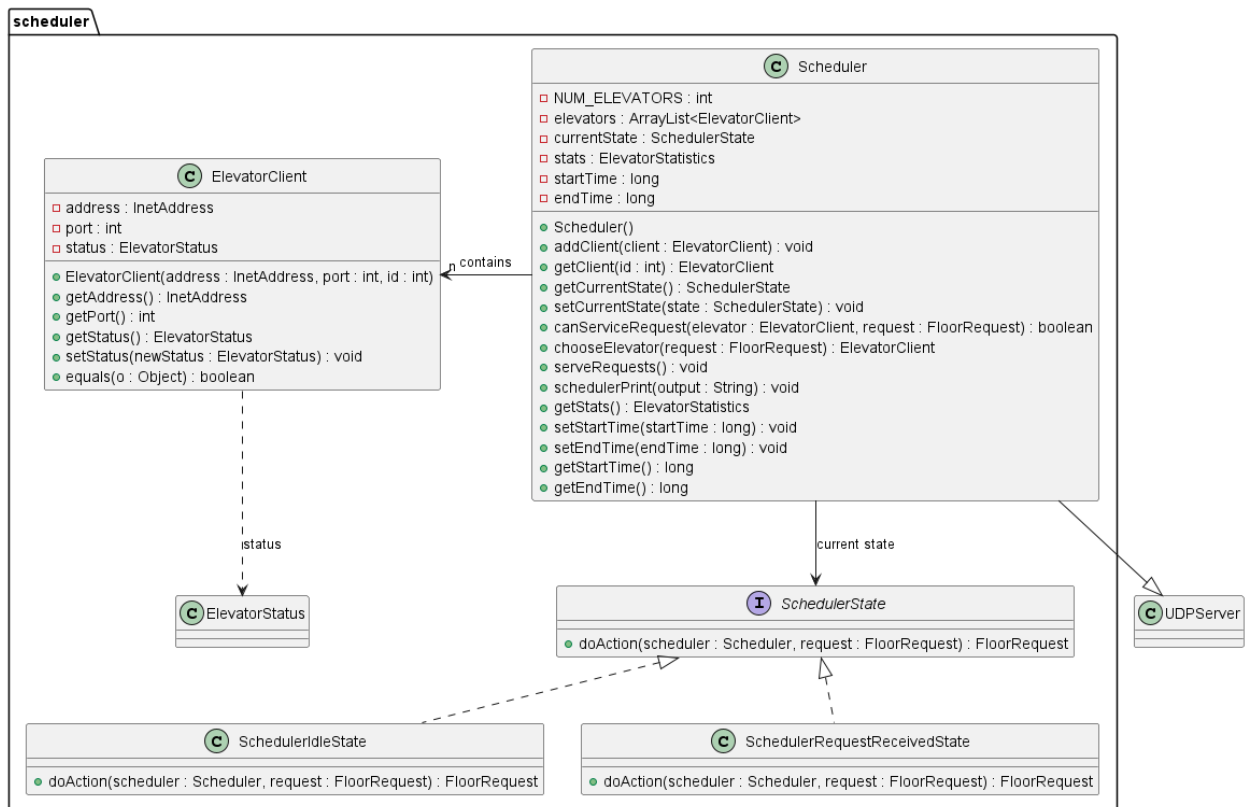 scheduler
C Scheduler
NUM_ELEVATORS : int
elevators : ArrayList<ElevatorClient>
currentState : SchedulerState
stats : ElevatorStatistics
startTime : long
endTime : long
Scheduler()
addClient(client : ElevatorClient) : void
getClient(id : int) : ElevatorClient
getCurrentState() : SchedulerState
setCurrentState(state : SchedulerState) : void
canServiceRequest(elevator : ElevatorClient, request : FloorRequest) : boolean
chooseElevator(request : FloorRequest) : ElevatorClient
serveRequests() : void
schedulerPrint(output : String) : void
getStats() : ElevatorStatistics
setStartTime(startTime : long) : void
setEndTime(endTime : long) : void
getStartTime() : long
getEndTime() : long
C ElevatorClient
address : InetAddress
port : int
status : ElevatorStatus
ElevatorClient(address : InetAddress, port : int, id : int)
getAddress() : InetAddress
getPort() : int
getStatus() : ElevatorStatus
setStatus(newStatus : ElevatorStatus) : void
equals(o : Object) : boolean
n contains
status
current state
C ElevatorStatus
I SchedulerState
doAction(scheduler : Scheduler, request : FloorRequest) : FloorRequest
C UDPServer
C SchedulerIdleState
doAction(scheduler : Scheduler, request : FloorRequest) : FloorRequest
C SchedulerRequestReceivedState
doAction(scheduler : Scheduler, request : FloorRequest) : FloorRequest